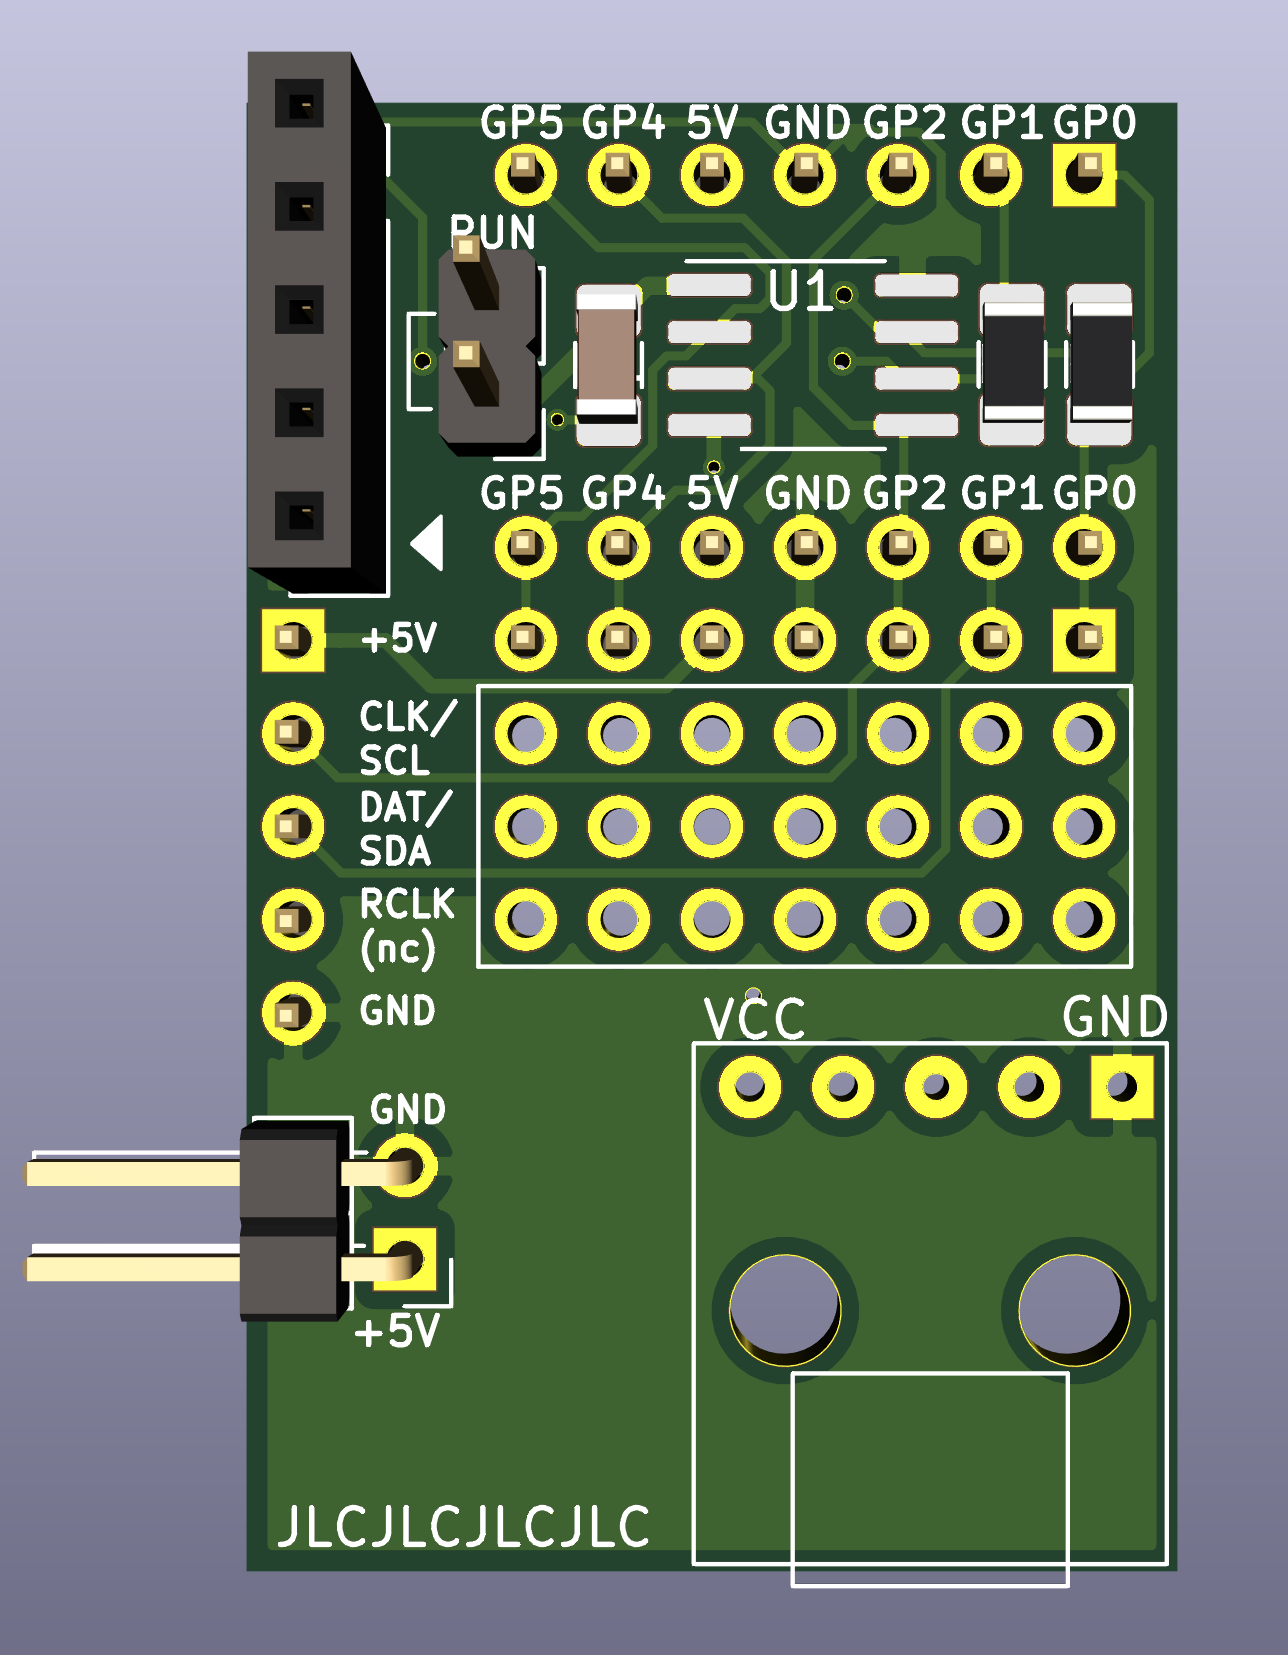 GP5 GP4 5V GND GP2 GP1 GP0
RUN
U1
GP5 GP4 5V GND GP2 GP1 GP0
+5V
CLK/
SCL
DAT/
SDA
RCLK
(nc)
GND
VCC GND
GND
+5V
JLCJLCJLCJLC